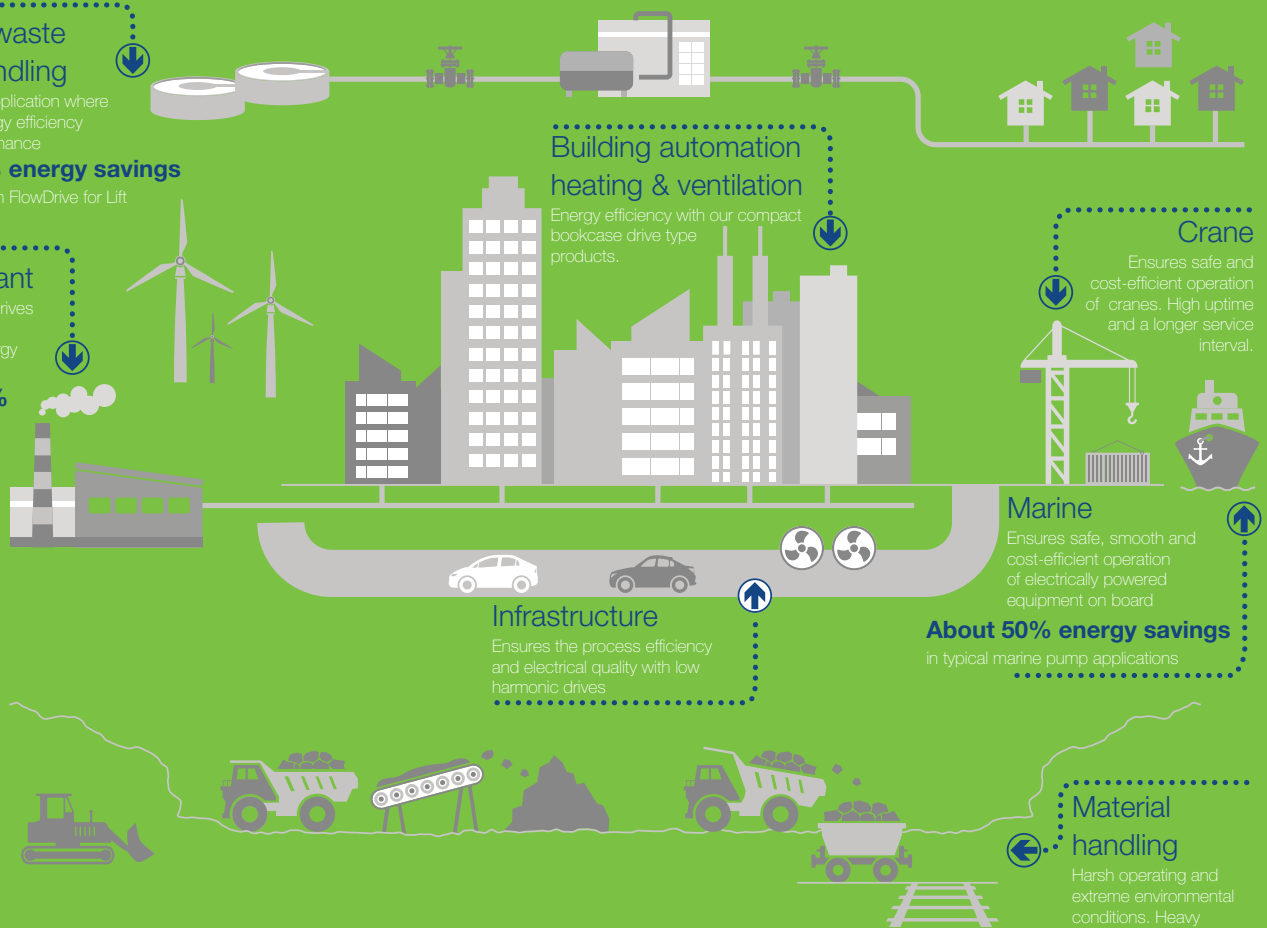 waste
ndling
plication where
gy efficiency
nance
energy savings
n FlowDrive for Lift
ant
rives
rgy
%
Building automation
heating & ventilation
Energy efficiency with our compact
bookcase drive type
products.
Crane
Ensures safe and
cost-efficient operation
of cranes. High uptime
and a longer service
interval.
Marine
Ensures safe, smooth and
cost-efficient operation
of electrically powered
equipment on board
About 50% energy savings
in typical marine pump applications
Infrastructure
Ensures the process efficiency
and electrical quality with low
harmonic drives
Material
handling
Harsh operating and
extreme environmental
conditions. Heavy